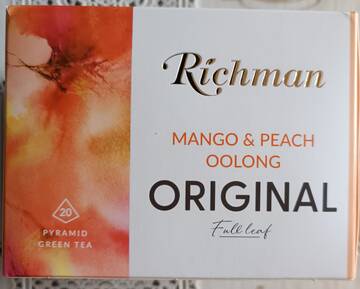 Richman
MANGO & PEACH
OOLONG
ORIGINAL
Full leaf
20
PYRAMID
GREEN TEA